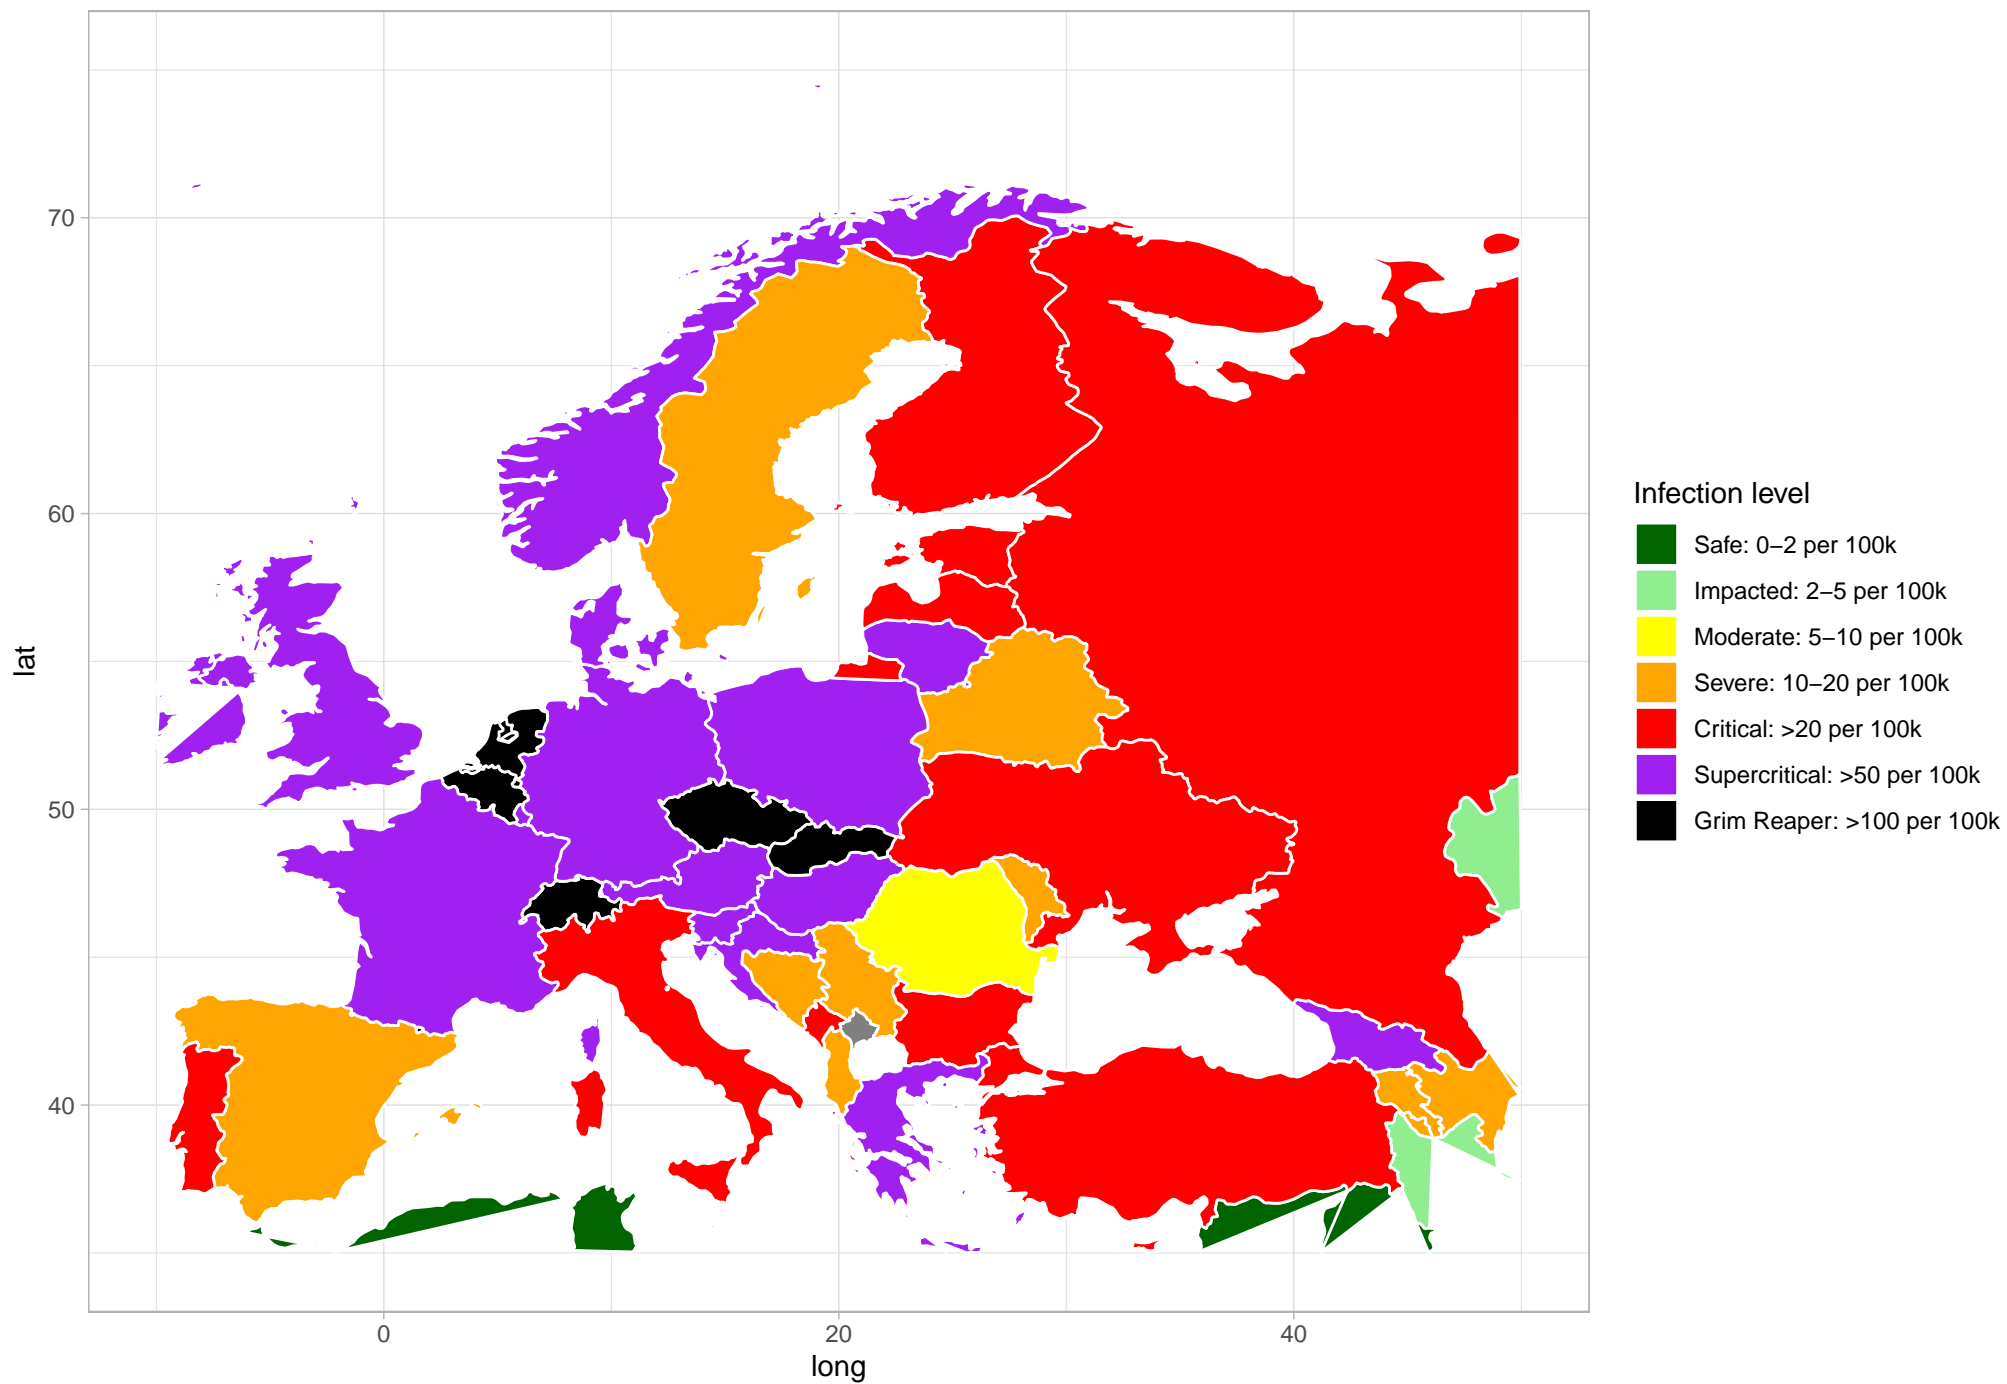 70
60
50
40
lat
0
20
40
long
Infection level
Safe: 0−2 per 100k
Impacted: 2−5 per 100k
Moderate: 5−10 per 100k
Severe: 10−20 per 100k
Critical: >20 per 100k
Supercritical: >50 per 100k
Grim Reaper: >100 per 100k